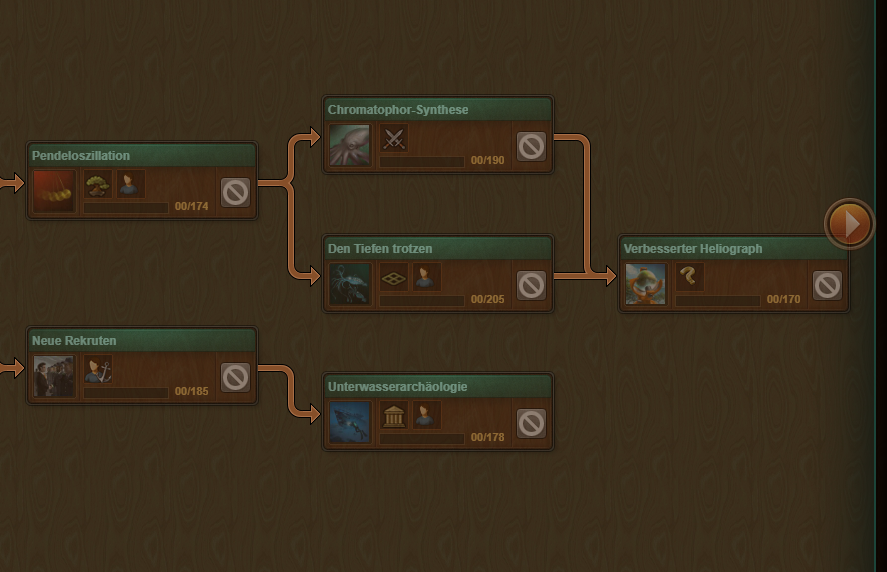 Chromatophor-Synthese
00/190
Pendeloszillation
00/174
Den Tiefen trotzen
00/205
Verbesserter Heliograph
00/170
Neue Rekruten
00/185
Unterwasserarchäologie
00/178